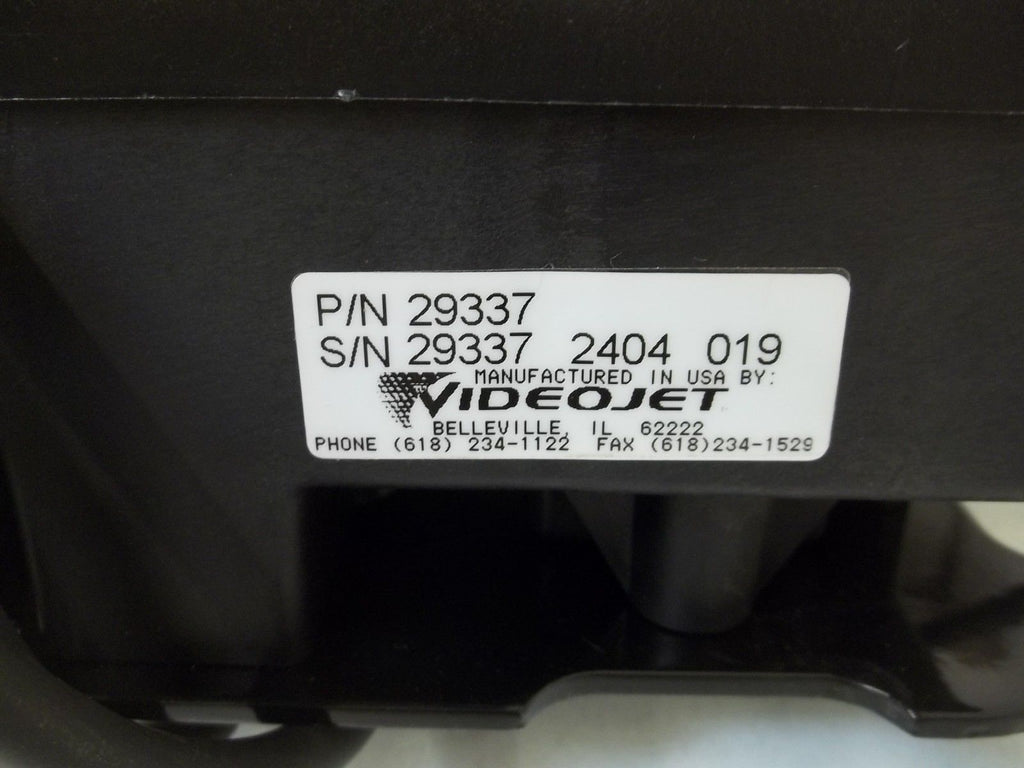 P/N 29337
S/N 29337 2404 019
MANUFACTURED IN USA BY:
VIDEOJET
BELLEVILLE, IL 62222
PHONE (618) 234-1122 FAX (618)234-1529